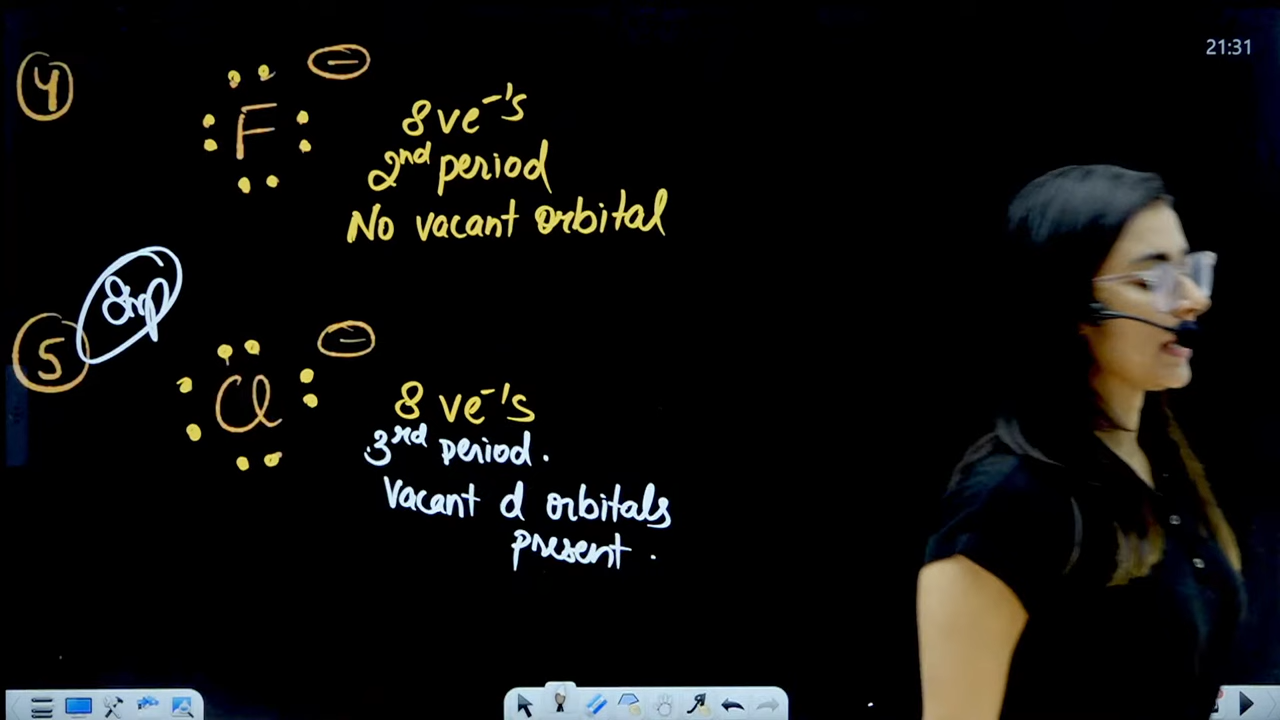 21:31
4
F −
8 ve⁻'s
2nd period
No vacant orbital
5
Cl −
8 ve⁻'s
3rd period.
Vacant d orbitals
present.